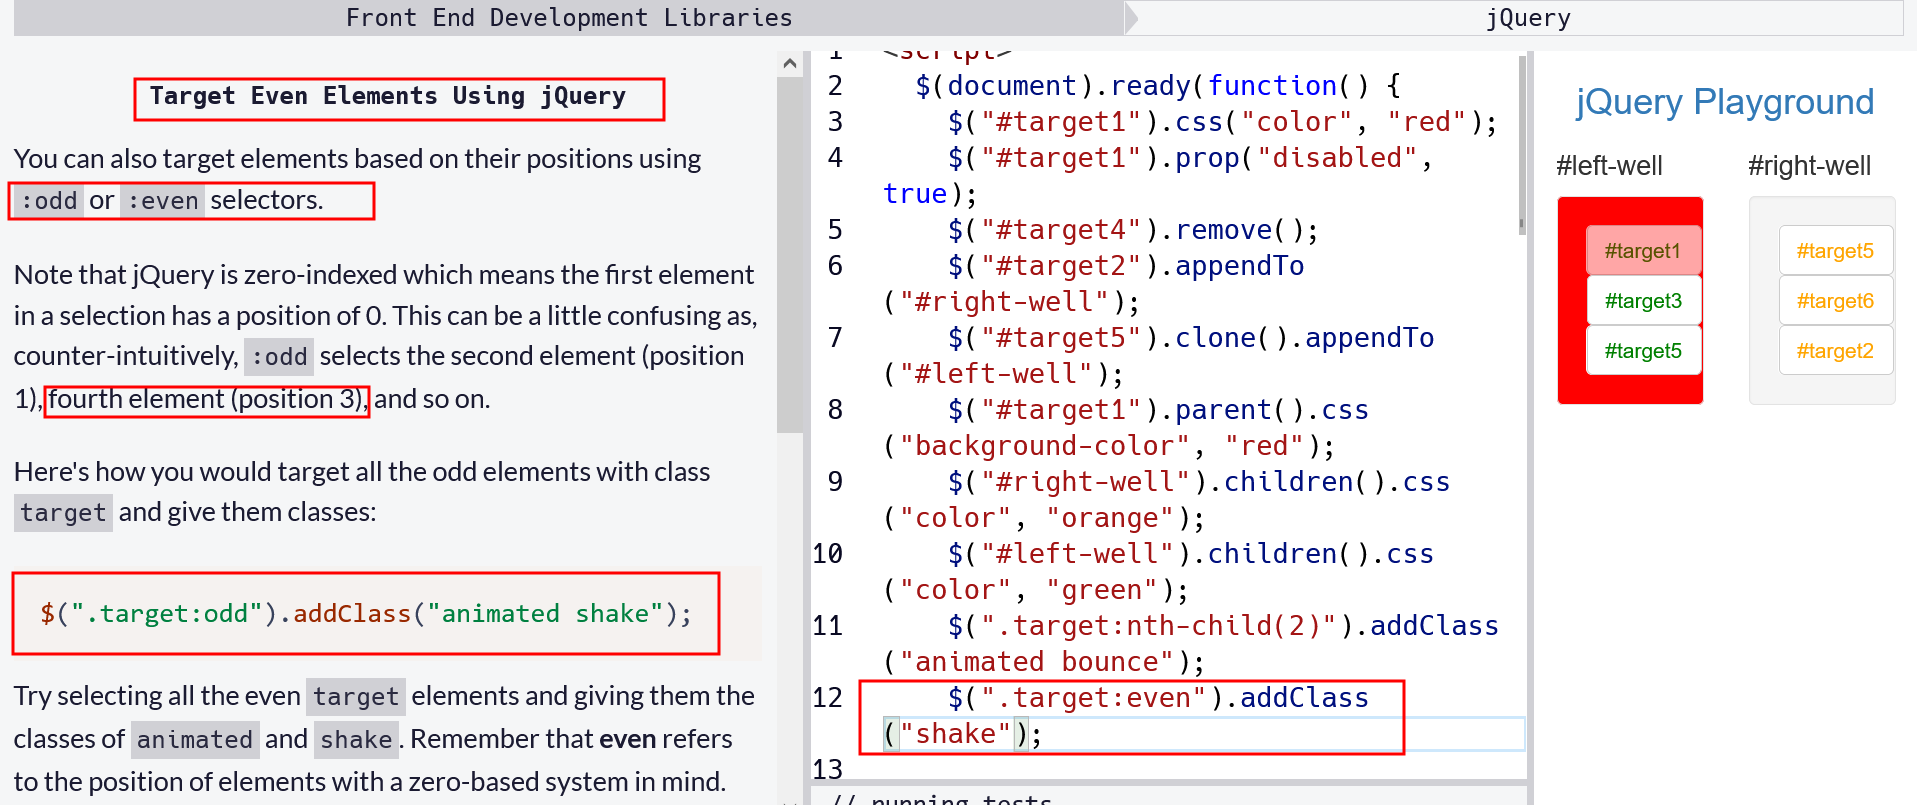 Front End Development Libraries
jQuery
Target Even Elements Using jQuery
You can also target elements based on their positions using
:odd or :even selectors.
Note that jQuery is zero-indexed which means the first element
in a selection has a position of 0. This can be a little confusing as,
counter-intuitively, :odd selects the second element (position
1), fourth element (position 3), and so on.
Here's how you would target all the odd elements with class
target and give them classes:
$(".target:odd").addClass("animated shake");
Try selecting all the even target elements and giving them the
classes of animated and shake. Remember that even refers
to the position of elements with a zero-based system in mind.
1 <script>
2 $(document).ready(function() {
3 $("#target1").css("color", "red");
4 $("#target1").prop("disabled",
true);
5 $("#target4").remove();
6 $("#target2").appendTo
("#right-well");
7 $("#target5").clone().appendTo
("#left-well");
8 $("#target1").parent().css
("background-color", "red");
9 $("#right-well").children().css
("color", "orange");
10 $("#left-well").children().css
("color", "green");
11 $(".target:nth-child(2)").addClass
("animated bounce");
12 $(".target:even").addClass
("shake");
13
// running tests
jQuery Playground
#left-well
#target1
#target3
#target5
#right-well
#target5
#target6
#target2